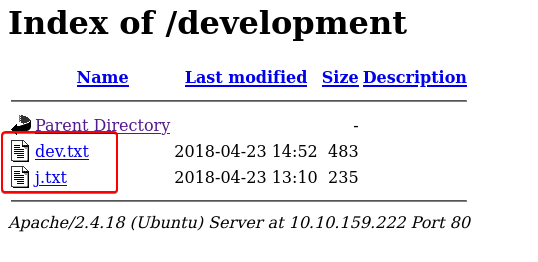 Index of /development
Name Last modified Size Description
Parent Directory -
dev.txt 2018-04-23 14:52 483
j.txt 2018-04-23 13:10 235
Apache/2.4.18 (Ubuntu) Server at 10.10.159.222 Port 80